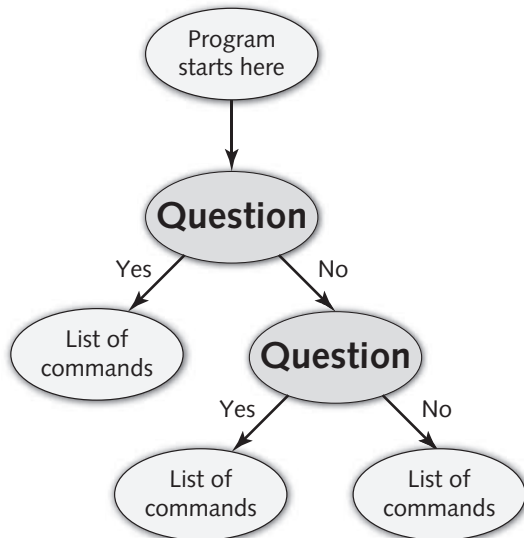 Program
starts here
Question
Yes
No
List of
commands
Question
Yes
No
List of
commands
List of
commands